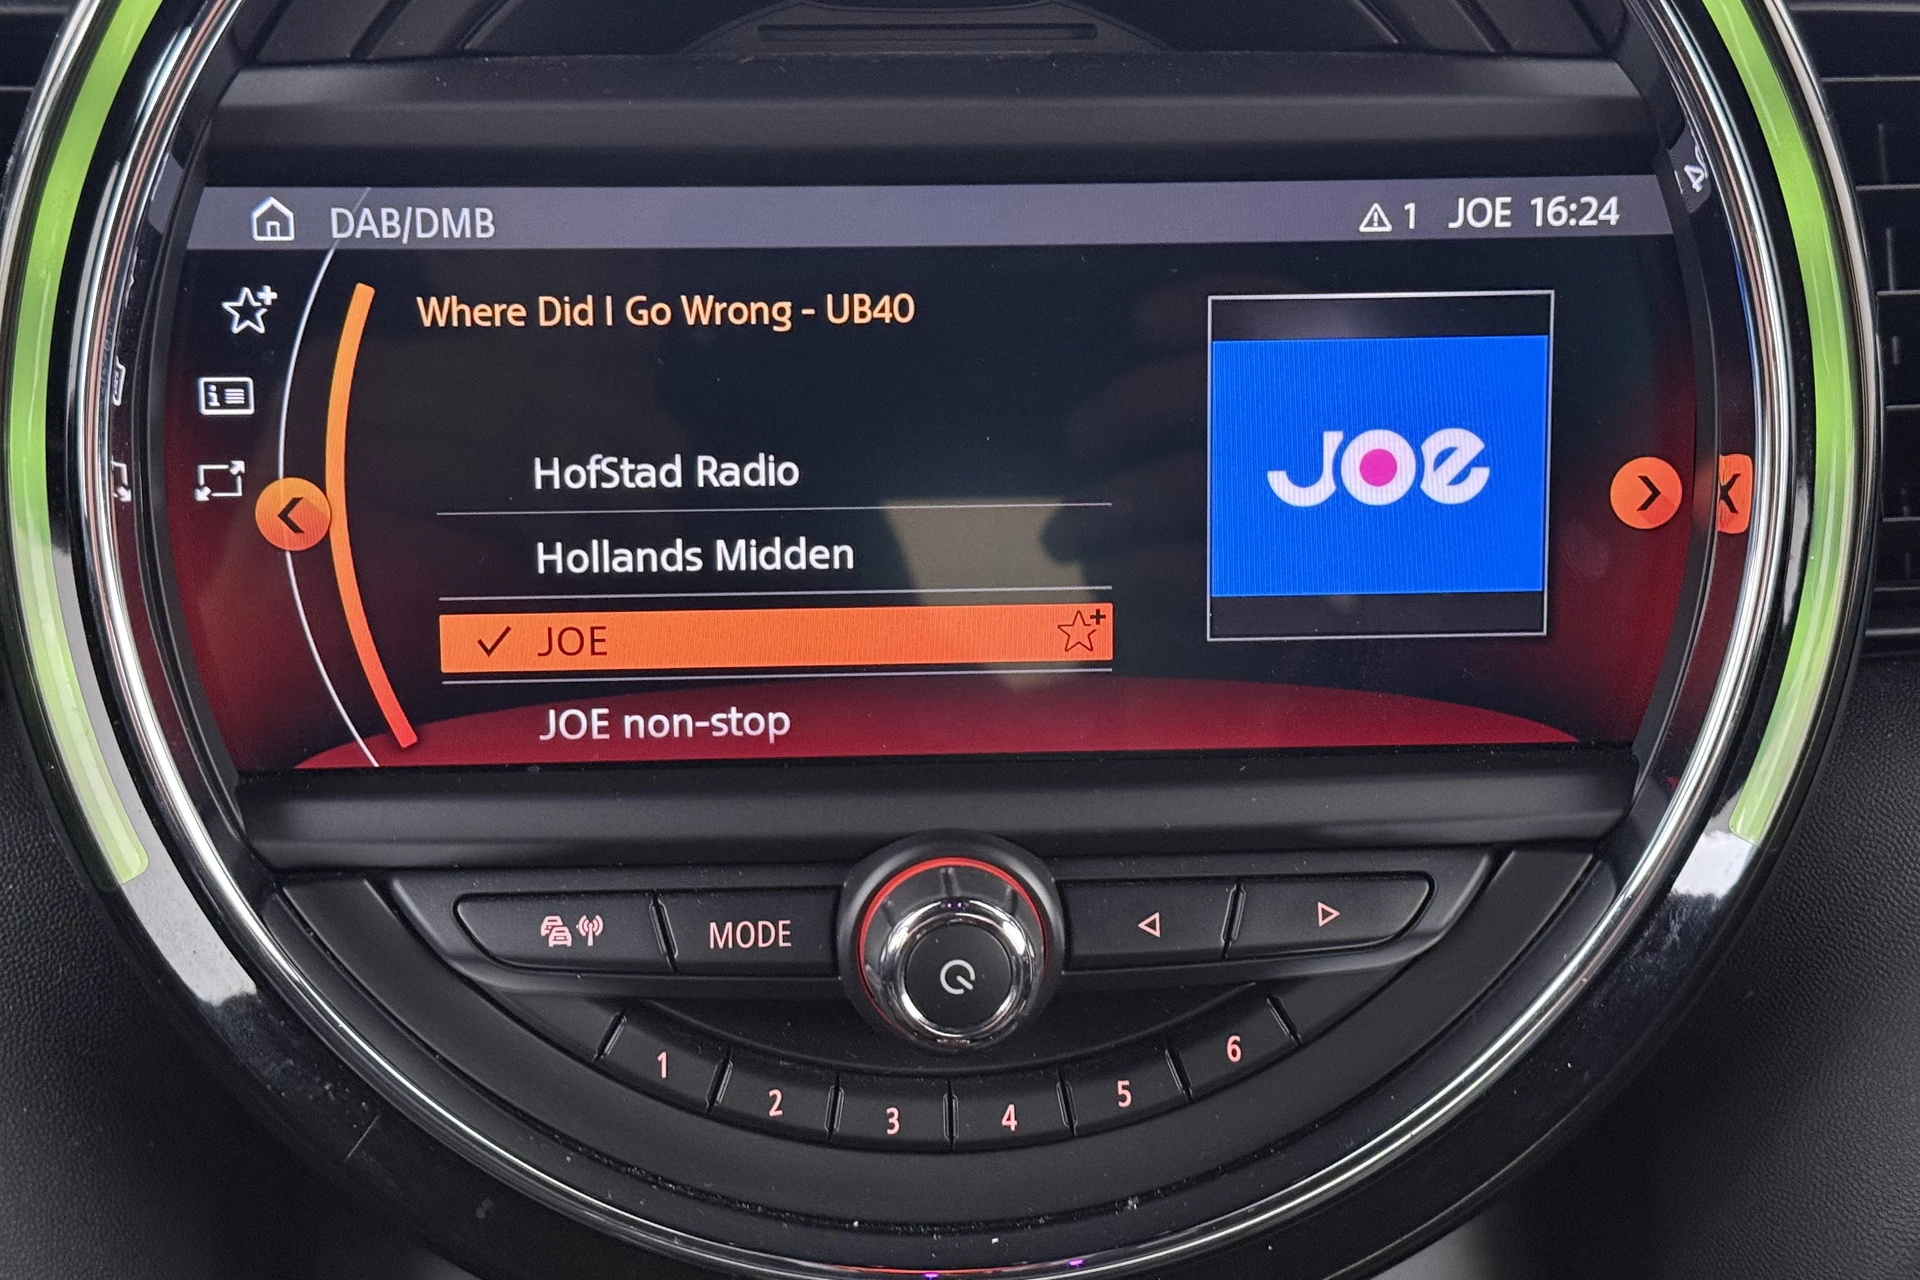 DAB/DMB
1 JOE 16:24
Where Did I Go Wrong - UB40
HofStad Radio
Hollands Midden
JOE
JOE non-stop
JOE
MODE
1
2
3
4
5
6